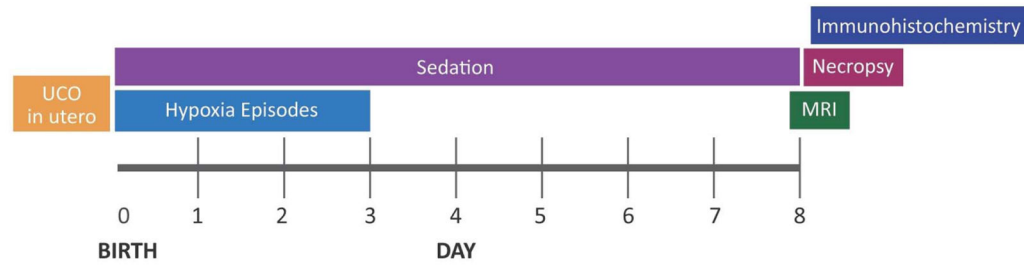 Immunohistochemistry
Sedation
Necropsy
UCO
in utero
Hypoxia Episodes
MRI
0 1 2 3 4 5 6 7 8
BIRTH DAY